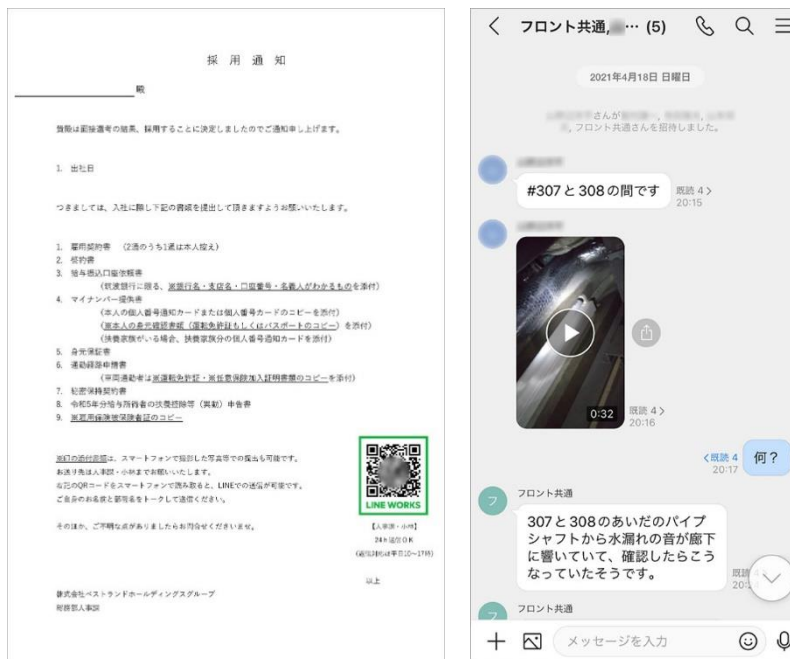 採用通知
殿
貴殿は面接選考の結果、採用することに決定しましたのでご通知申し上げます。
1. 出社日
つきましては、入社に際し下記の書類を提出して頂きますようお願いいたします。
1. 雇用契約書 (2通のうち1通は本人控え)
2. 誓約書
3. 給与振込口座依頼書
(筑波銀行に限る、※銀行名・支店名・口座番号・名義人がわかるものを添付)
4. マイナンバー提供書
(本人の個人番号通知カードまたは個人番号カードのコピーを添付)
(※本人の身元確認書類(運転免許証もしくはパスポートのコピー)を添付)
(扶養家族がいる場合、扶養家族分の個人番号通知カードを添付)
5. 身元保証書
6. 通勤経路申請書
(車両通勤者は※運転免許証・※任意保険加入証明書類のコピーを添付)
7. 秘密保持契約書
8. 令和5年分給与所得者の扶養控除等(異動)申告書
9. ※雇用保険被保険者証のコピー
※印の添付書類は、スマートフォンで撮影した写真等での提出も可能です。
お送り先は人事課・小林までお願いいたします。
右記のQRコードをスマートフォンで読み取ると、LINEでの送信が可能です。
ご自身のお名前と部署名をトークして送信ください。
そのほか、ご不明な点がありましたらお問合せくださいませ。
LINE WORKS
【人事課・小林】
24h送信OK
(返信対応は平日10~17時)
以上
株式会社ベストランドホールディングスグループ
総務部人事課
フロント共通, … (5)
2021年4月18日 日曜日
さんが
, フロント共通さんを招待しました。
#307と308の間です
既読 4 >
20:15
0:32
既読 4 >
20:16
< 既読 4
20:17
何?
フ
フロント共通
307と308のあいだのパイプ
シャフトから水漏れの音が廊下
に響いていて、確認したらこう
なっていたそうです。
既読
フ
フロント共通
メッセージを入力